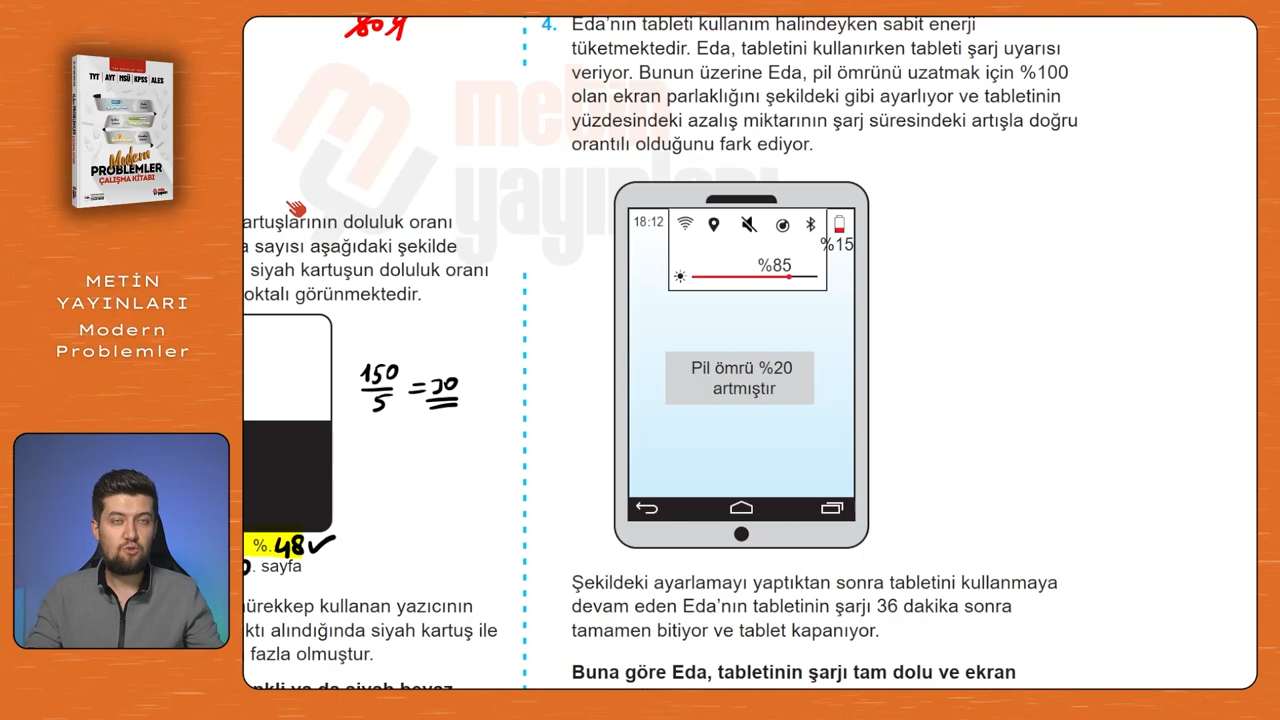 TYT AYT MSÜ KPSS ALES
Modern
PROBLEMLER
ÇALIŞMA KİTABI
METİN
YAYINLARI
Modern
Problemler
metin
yayınları
artuşlarının doluluk oranı
a sayısı aşağıdaki şekilde
siyah kartuşun doluluk oranı
oktalı görünmektedir.
150
5
= 30
%. 48 ✓
. sayfa
ürekkep kullanan yazıcının
ktı alındığında siyah kartuş ile
fazla olmuştur.
4. Eda’nın tableti kullanım halindeyken sabit enerji
tüketmektedir. Eda, tabletini kullanırken tableti şarj uyarısı
veriyor. Bunun üzerine Eda, pil ömrünü uzatmak için %100
olan ekran parlaklığını şekildeki gibi ayarlıyor ve tabletinin
yüzdesindeki azalış miktarının şarj süresindeki artışla doğru
orantılı olduğunu fark ediyor.
18:12
%15
%85
Pil ömrü %20
artmıştır
Şekildeki ayarlamayı yaptıktan sonra tabletini kullanmaya
devam eden Eda’nın tabletinin şarjı 36 dakika sonra
tamamen bitiyor ve tablet kapanıyor.
Buna göre Eda, tabletinin şarjı tam dolu ve ekran